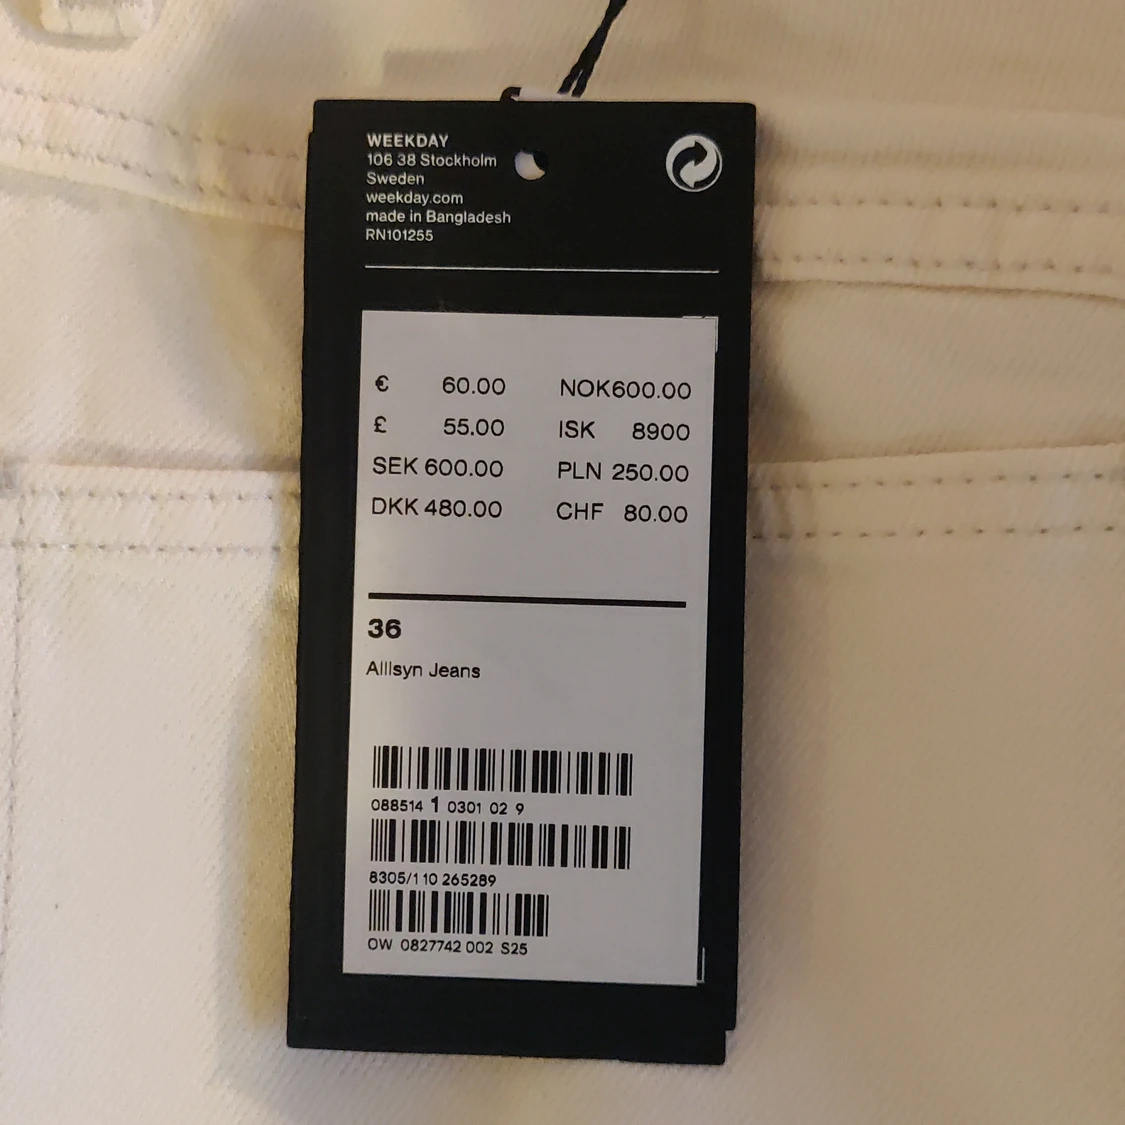 WEEKDAY
106 38 Stockholm
Sweden
weekday.com
made in Bangladesh
RN101255
€ 60.00 NOK600.00
£ 55.00 ISK 8900
SEK 600.00 PLN 250.00
DKK 480.00 CHF 80.00
36
Alllsyn Jeans
088514 1 0301 02 9
8305/110 265289
OW 0827742 002 S25